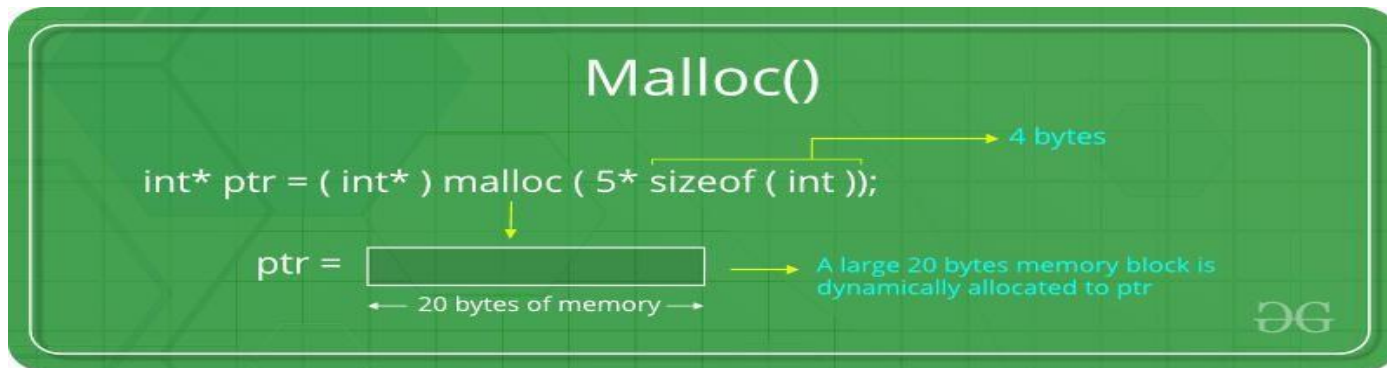 Malloc()
4 bytes
int* ptr = ( int* ) malloc ( 5* sizeof ( int ));
ptr =
A large 20 bytes memory block is
dynamically allocated to ptr
20 bytes of memory